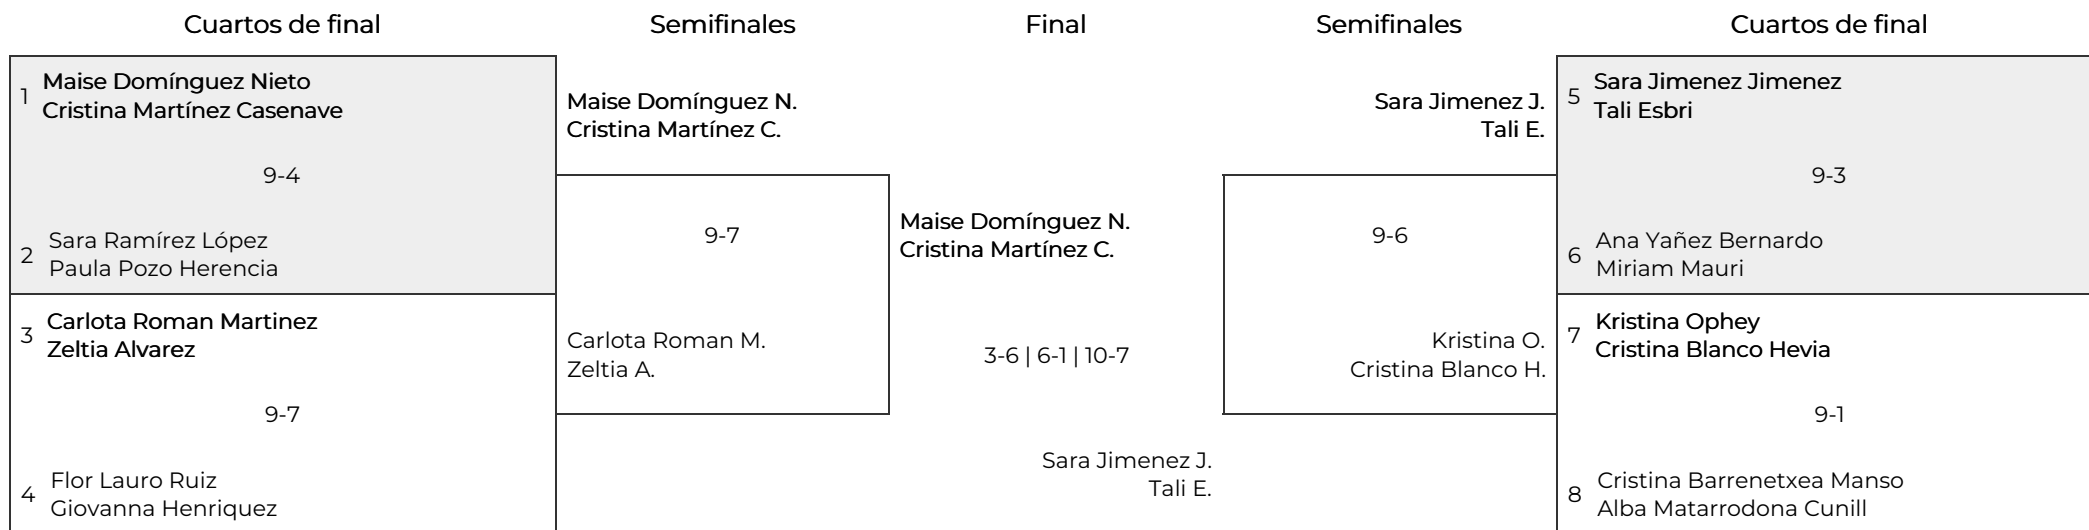 Cuartos de final
Semifinales
Final
Semifinales
Cuartos de final
1
Maise Domínguez Nieto
Cristina Martínez Casenave
9-4
2
Sara Ramírez López
Paula Pozo Herencia
3
Carlota Roman Martinez
Zeltia Alvarez
9-7
4
Flor Lauro Ruiz
Giovanna Henriquez
Maise Domínguez N.
Cristina Martínez C.
9-7
Carlota Roman M.
Zeltia A.
Maise Domínguez N.
Cristina Martínez C.
3-6 | 6-1 | 10-7
Sara Jimenez J.
Tali E.
Sara Jimenez J.
Tali E.
9-6
Kristina O.
Cristina Blanco H.
5
Sara Jimenez Jimenez
Tali Esbri
9-3
6
Ana Yañez Bernardo
Miriam Mauri
7
Kristina Ophey
Cristina Blanco Hevia
9-1
8
Cristina Barrenetxea Manso
Alba Matarrodona Cunill